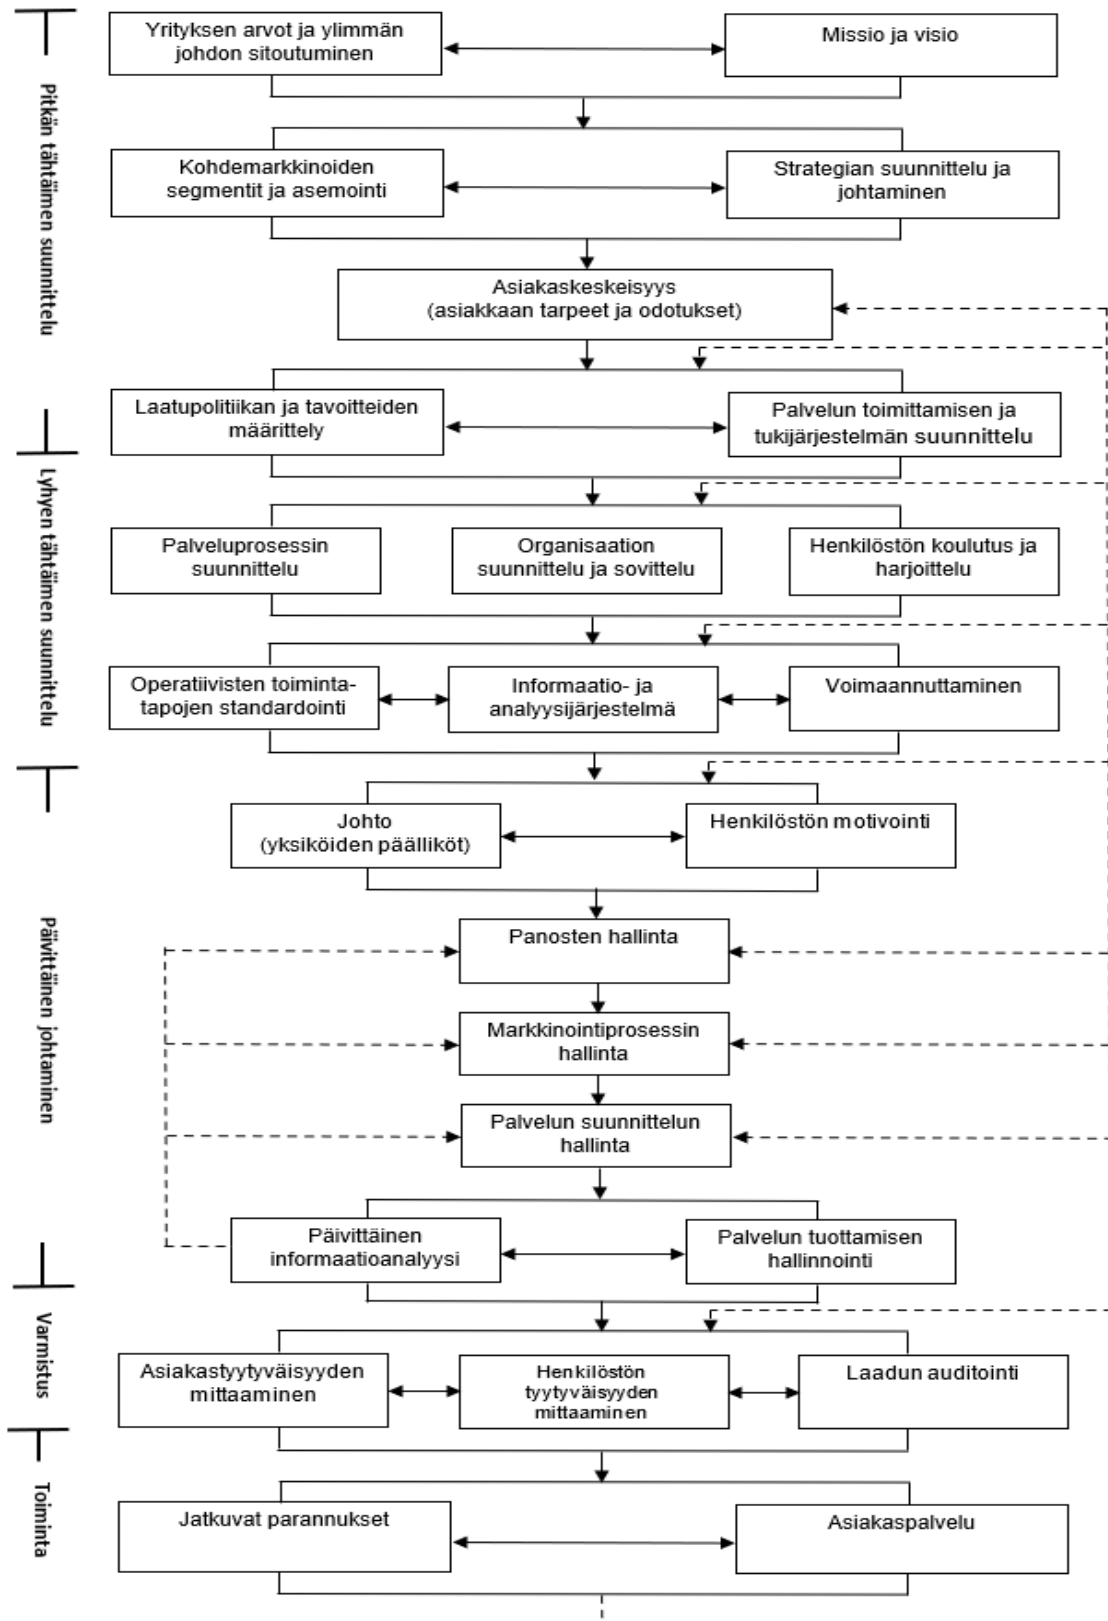 Yrityksen arvot ja ylimmän
johdon sitoutuminen
Missio ja visio
Pitkän tähtäimen suunnittelu
Kohdemarkkinoiden
segmentit ja asemointi
Strategian suunnittelu ja
johtaminen
Asiakaskeskeisyys
(asiakkaan tarpeet ja odotukset)
Laatupolitiikan ja tavoitteiden
määrittely
Palvelun toimittamisen ja
tukijärjestelmän suunnittelu
Lyhyen tähtäimen suunnittelu
Palveluprosessin
suunnittelu
Organisaation
suunnittelu ja sovittelu
Henkilöstön koulutus ja
harjoittelu
Operatiivisten toiminta-
tapojen standardointi
Informaatio- ja
analyysijärjestelmä
Voimaannuttaminen
Päivittäinen johtaminen
Johto
(yksiköiden päälliköt)
Henkilöstön motivointi
Panosten hallinta
Markkinointiprosessin
hallinta
Palvelun suunnittelun
hallinta
Päivittäinen
informaatioanalyysi
Palvelun tuottamisen
hallinnointi
Varmistus
Asiakastyytyväisyyden
mittaaminen
Henkilöstön
tyytyväisyyden
mittaaminen
Laadun auditointi
Toiminta
Jatkuvat parannukset
Asiakaspalvelu